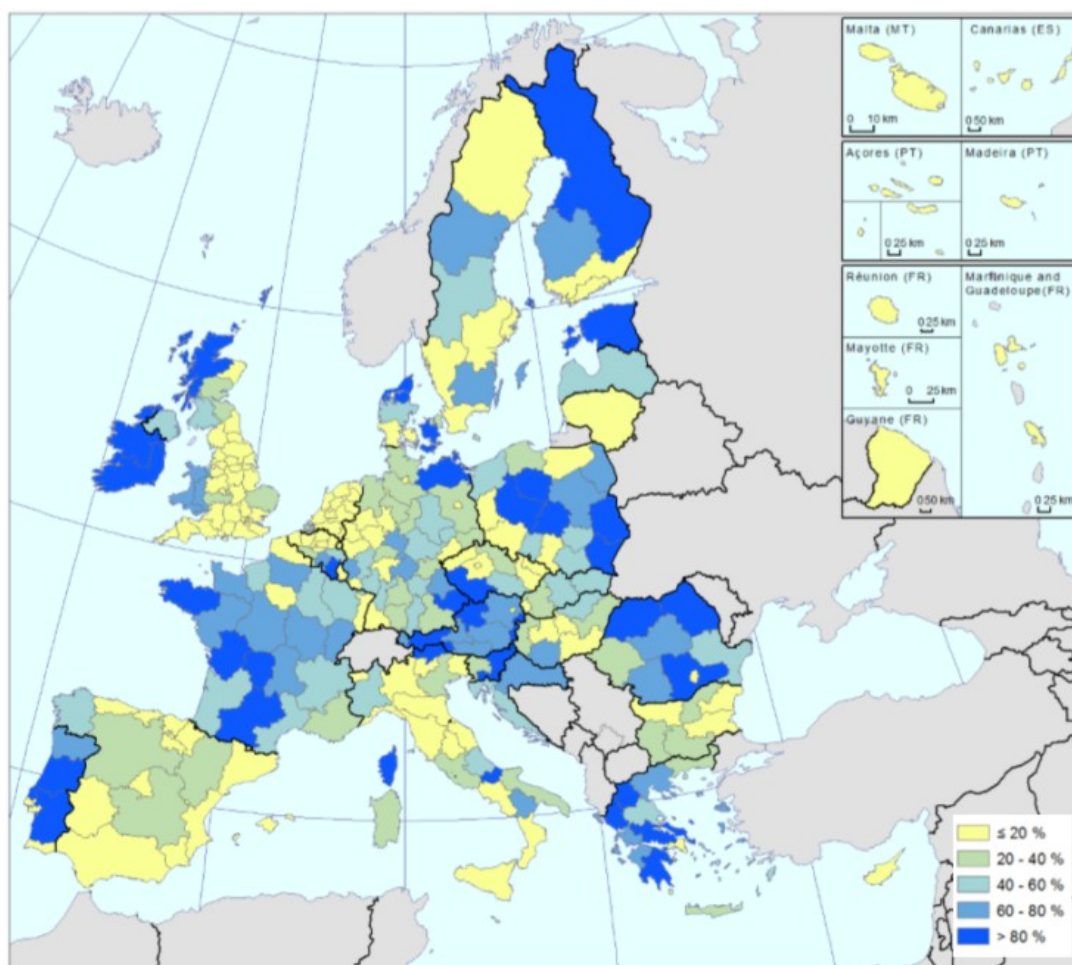 Malta (MT)
0 10 km
Canarias (ES)
0 50 km
Açores (PT)
0 25 km
Madeira (PT)
0 25 km
Réunion (FR)
0 25 km
Mayotte (FR)
0 25 km
Guyane (FR)
0 50 km
Martinique and
Guadeloupe(FR)
0 25 km
≤ 20 %
20 - 40 %
40 - 60 %
60 - 80 %
> 80 %